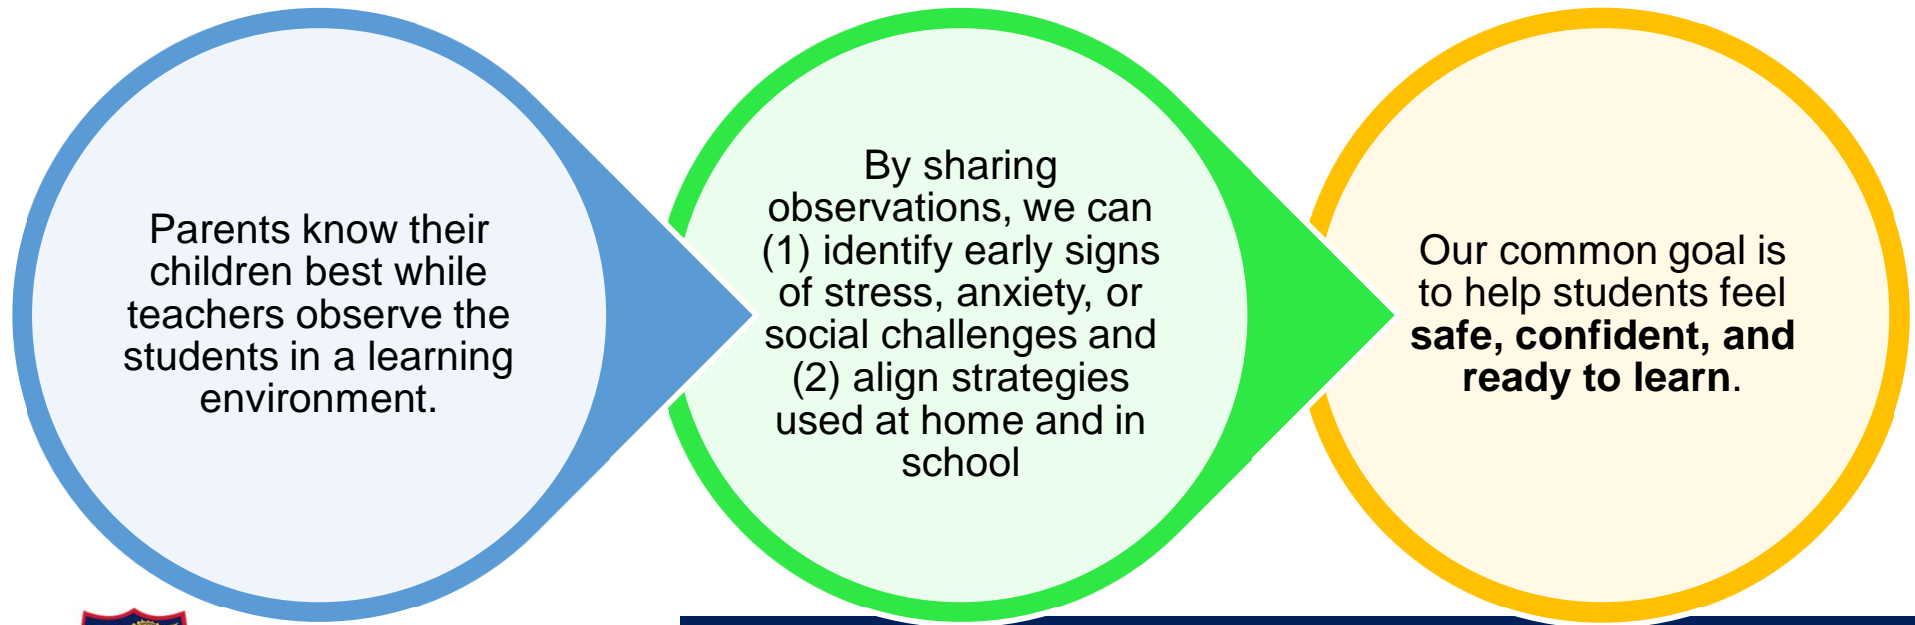 Parents know their
children best while
teachers observe the
students in a learning
environment.
By sharing
observations, we can
(1) identify early signs
of stress, anxiety, or
social challenges and
(2) align strategies
used at home and in
school
Our common goal is
to help students feel
safe, confident, and
ready to learn.